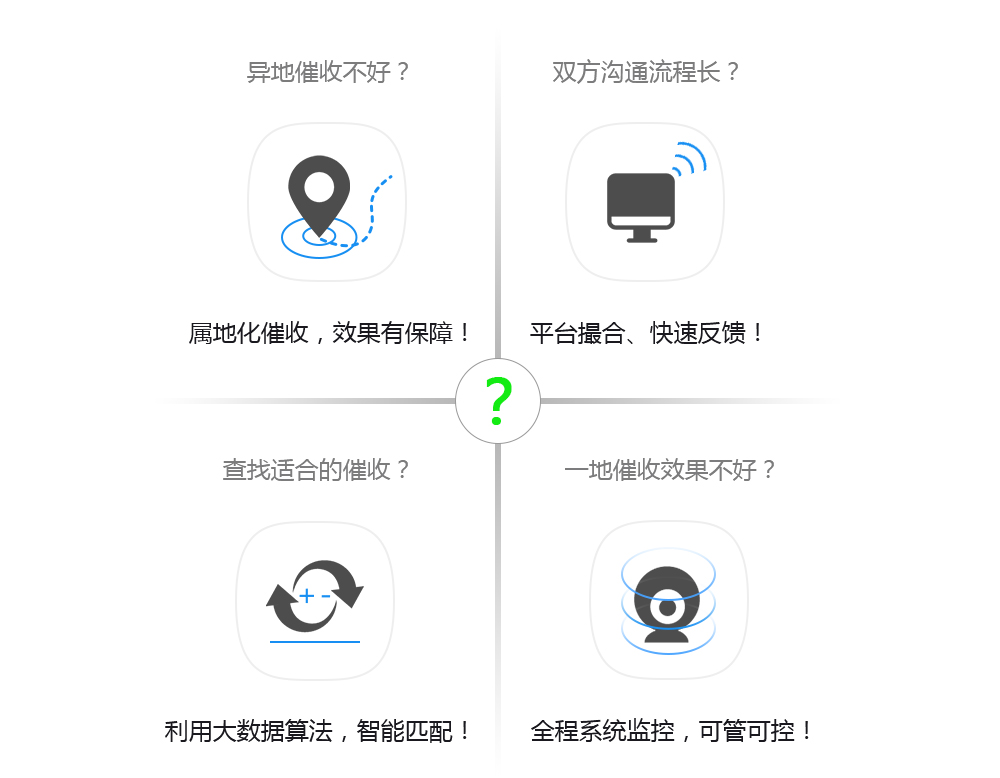 异地催收不好？
双方沟通流程长？
属地化催收，效果有保障！
平台撮合、快速反馈！
?
查找适合的催收？
一地催收效果不好？
+ -
利用大数据算法，智能匹配！
全程系统监控，可管可控！